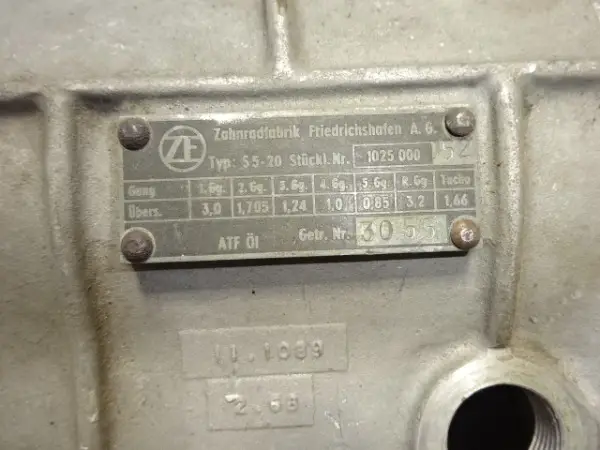 ZF Zahnradfabrik Friedrichshafen A.G.
Typ: S5-20 Stückl. Nr. 1025 000 152
Gang 1.Gg. 2.Gg. 3.Gg. 4.Gg. 5.Gg. R.Gg. Tacho
Übers. 3,0 1,705 1,24 1,0 0,85 3,2 1,66
ATF Öl Getr. Nr. 3055
11.1089
2.68